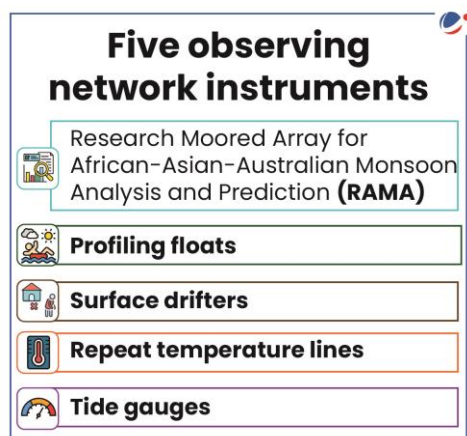 Five observing
network instruments
Research Moored Array for
African-Asian-Australian Monsoon
Analysis and Prediction (RAMA)
Profiling floats
Surface drifters
Repeat temperature lines
Tide gauges